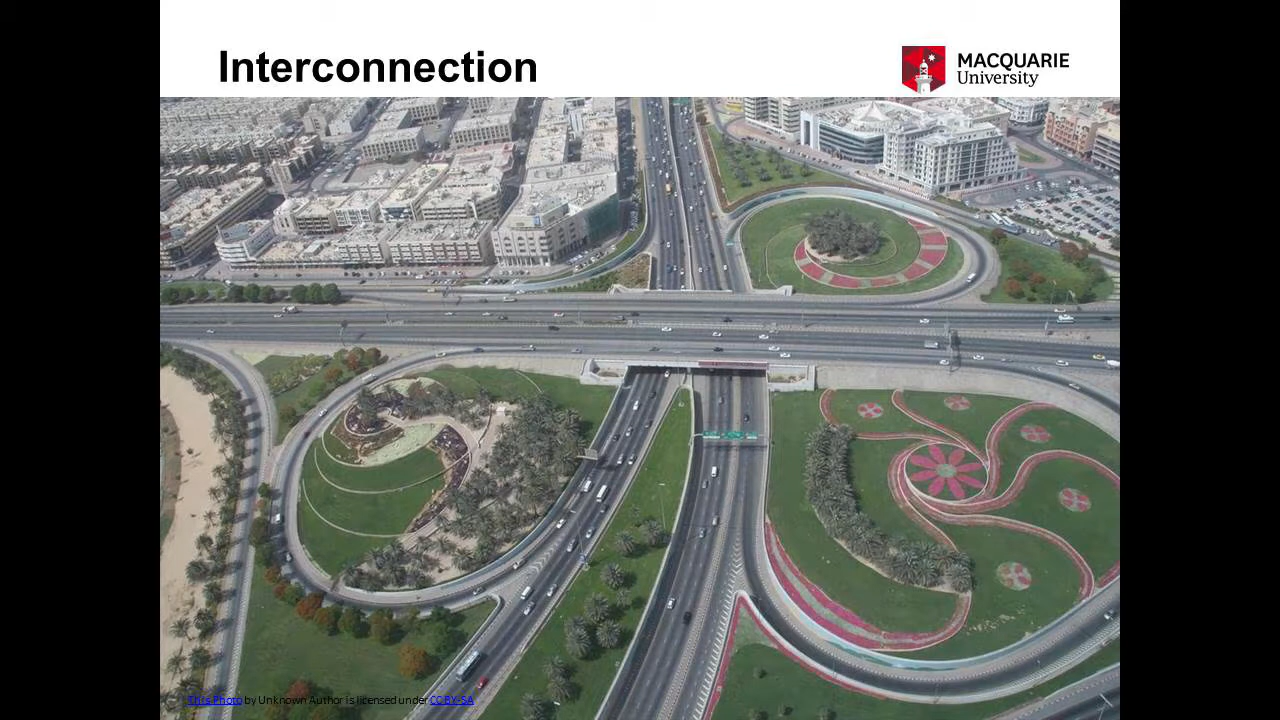 Interconnection
MACQUARIE
University
This Photo by Unknown Author is licensed under CC BY-SA